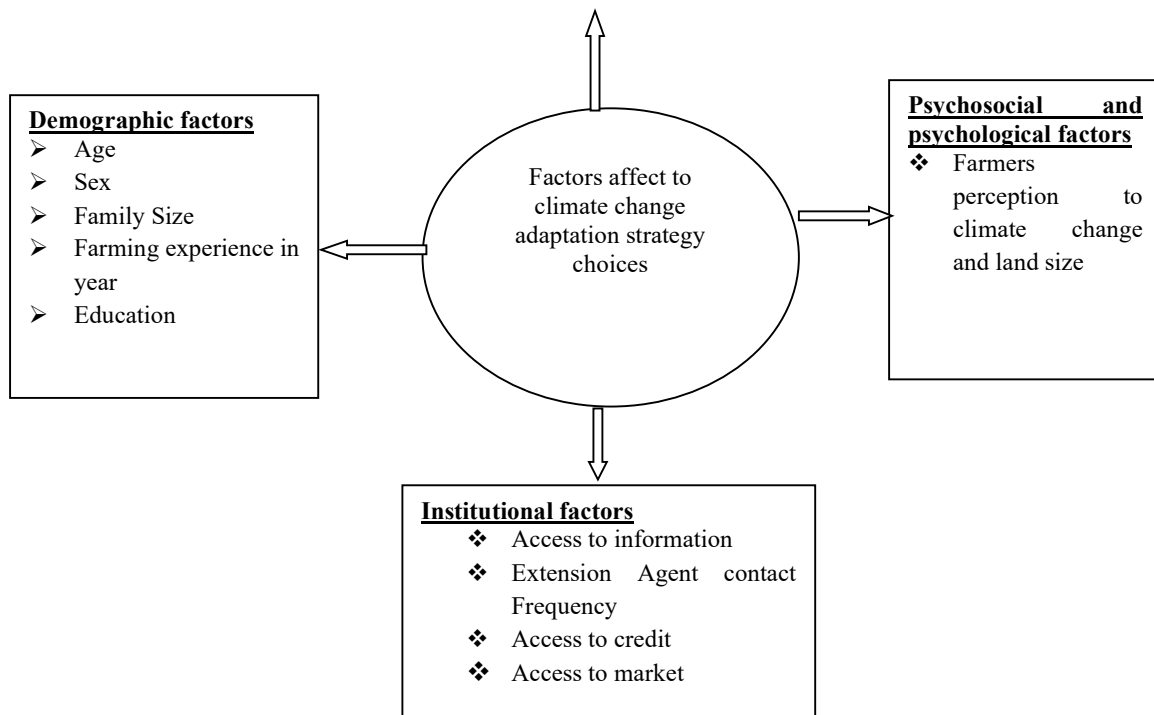 Demographic factors
➢ Age
➢ Sex
➢ Family Size
➢ Farming experience in
year
➢ Education
Factors affect to
climate change
adaptation strategy
choices
Psychosocial and
psychological factors
❖ Farmers
perception to
climate change
and land size
Institutional factors
❖ Access to information
❖ Extension Agent contact
Frequency
❖ Access to credit
❖ Access to market